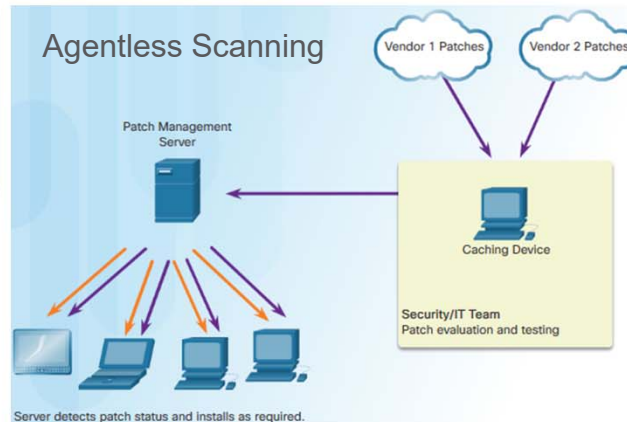 Agentless Scanning
Vendor 1 Patches
Vendor 2 Patches
Patch Management
Server
Caching Device
Security/IT Team
Patch evaluation and testing
Server detects patch status and installs as required.